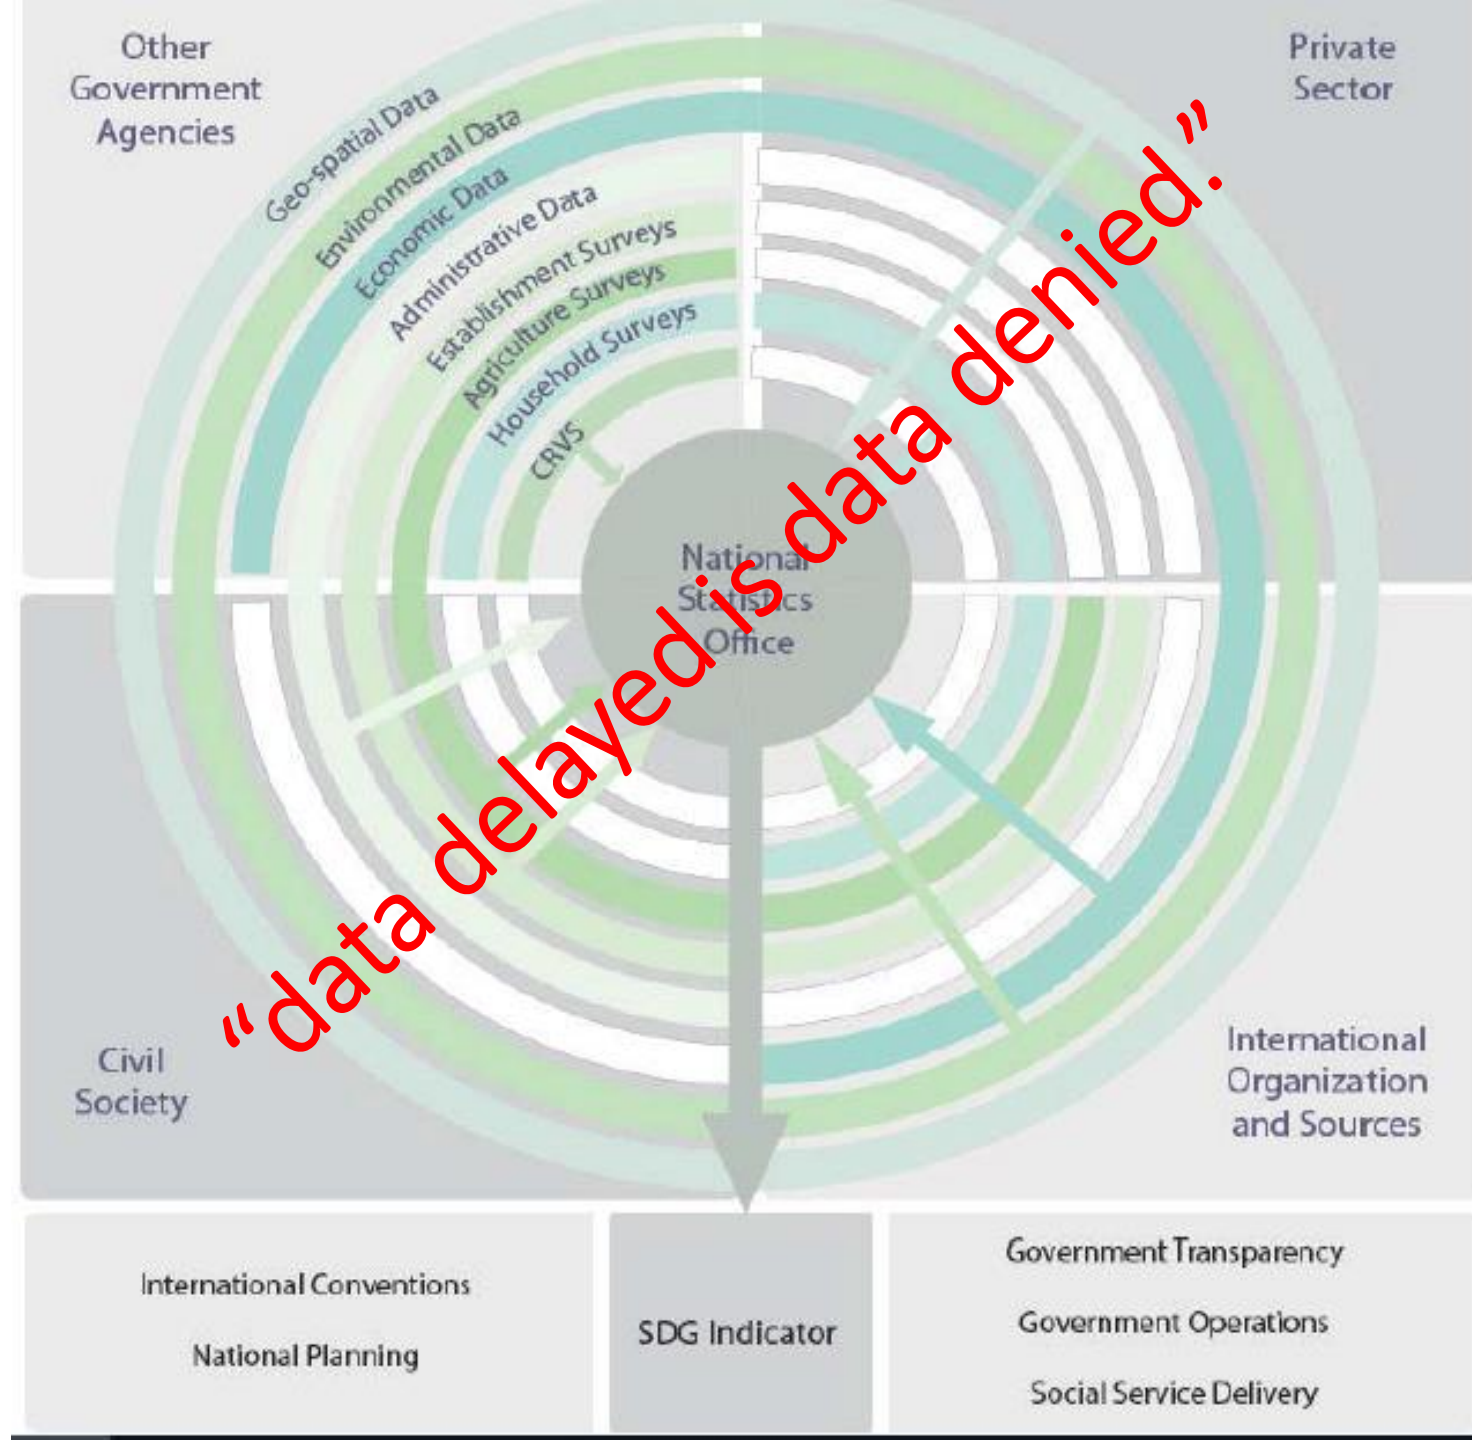 Other
Government
Agencies
Private
Sector
Geo-spatial Data
Environmental Data
Economic Data
Administrative Data
Establishment Surveys
Agriculture Surveys
Household Surveys
CRVS
National
Statistics
Office
“data delayed is data denied.”
Civil
Society
International
Organization
and Sources
International Conventions
National Planning
SDG Indicator
Government Transparency
Government Operations
Social Service Delivery